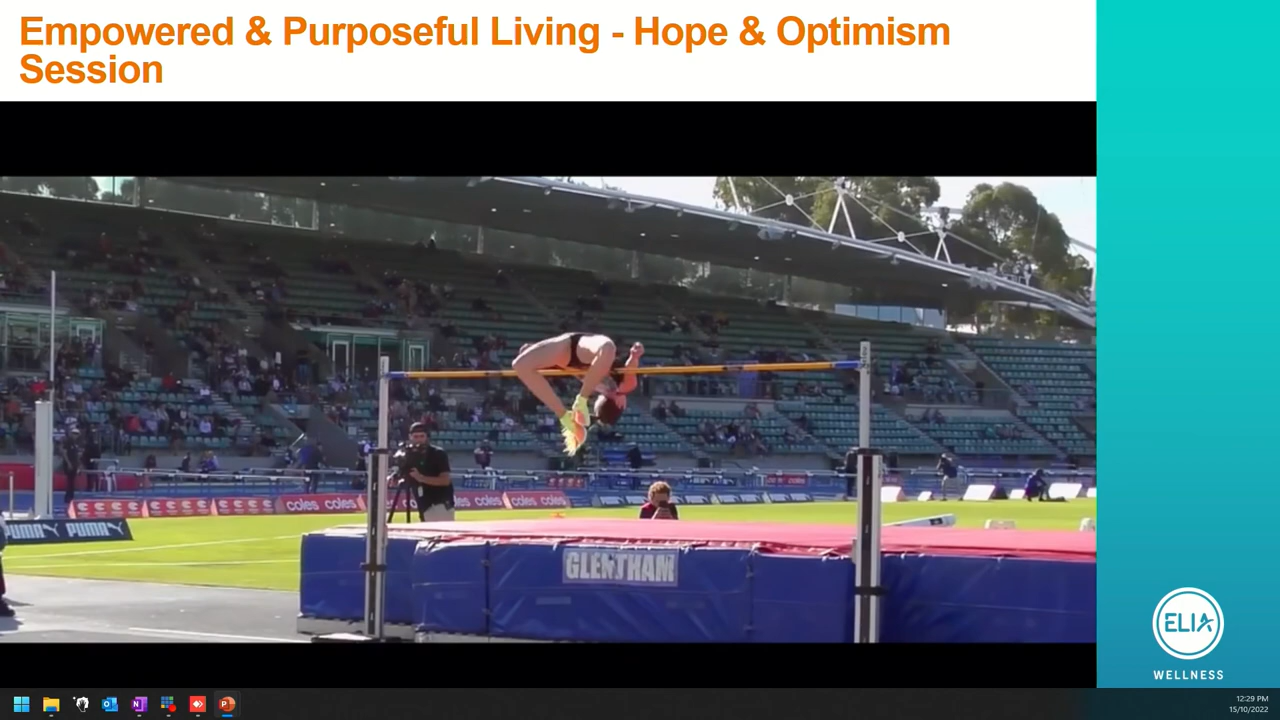 Empowered & Purposeful Living - Hope & Optimism
Session
coles
coles
coles
PUMA
PUMA
GLENTHAM
ELIA
WELLNESS
12:29 PM
15/10/2022